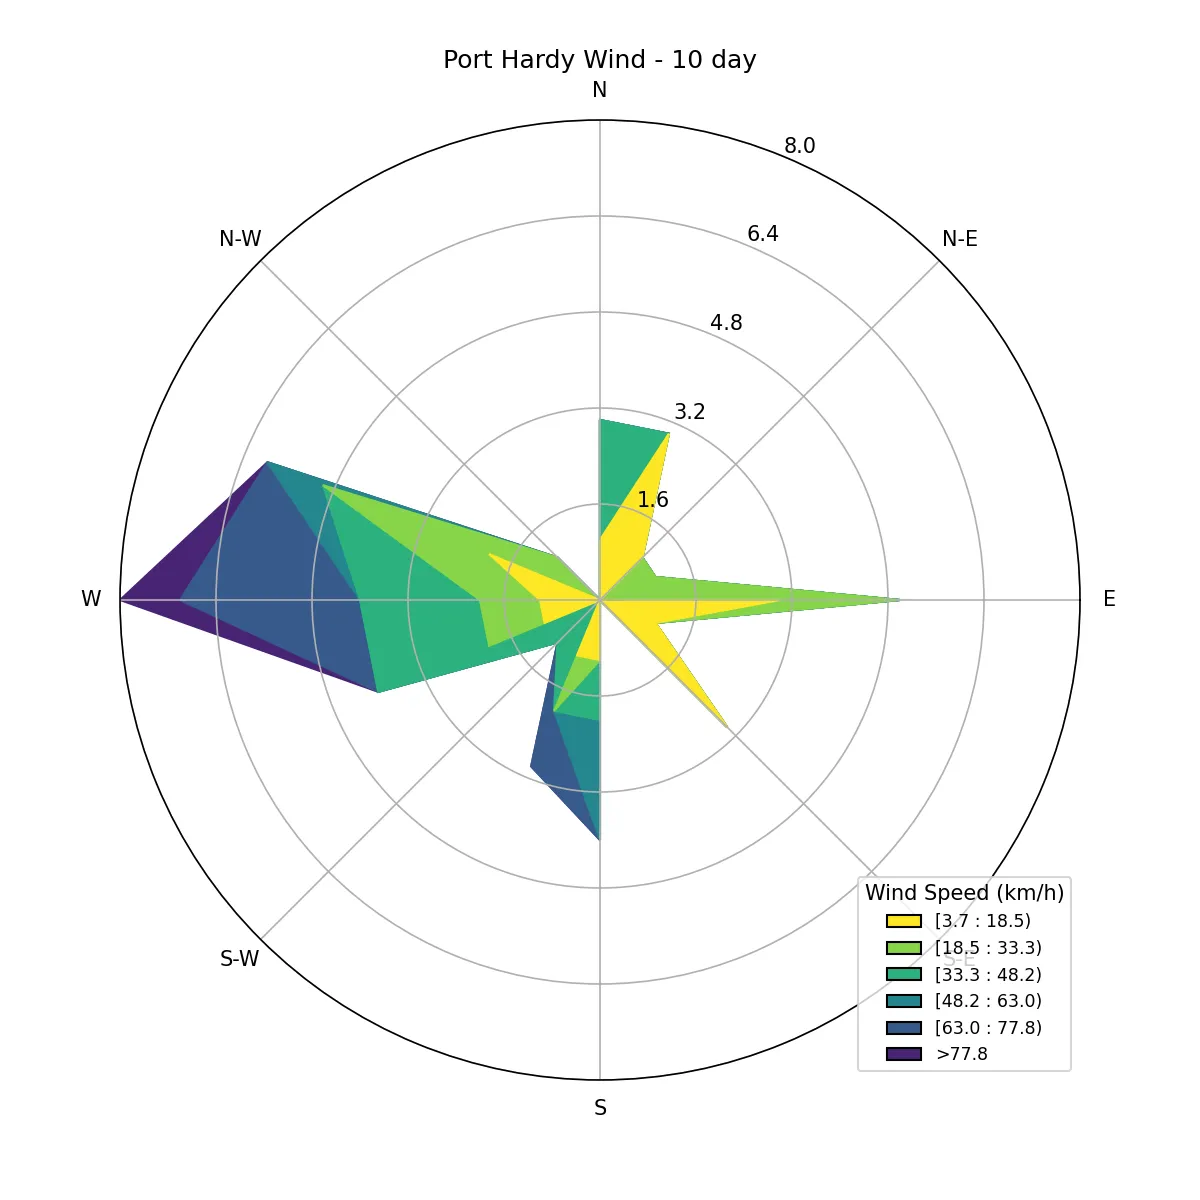 Port Hardy Wind - 10 day
N
8.0
N-W
6.4
N-E
4.8
3.2
1.6
W
E
S-W
S-E
S
Wind Speed (km/h)
[3.7 : 18.5)
[18.5 : 33.3)
[33.3 : 48.2)
[48.2 : 63.0)
[63.0 : 77.8)
>77.8